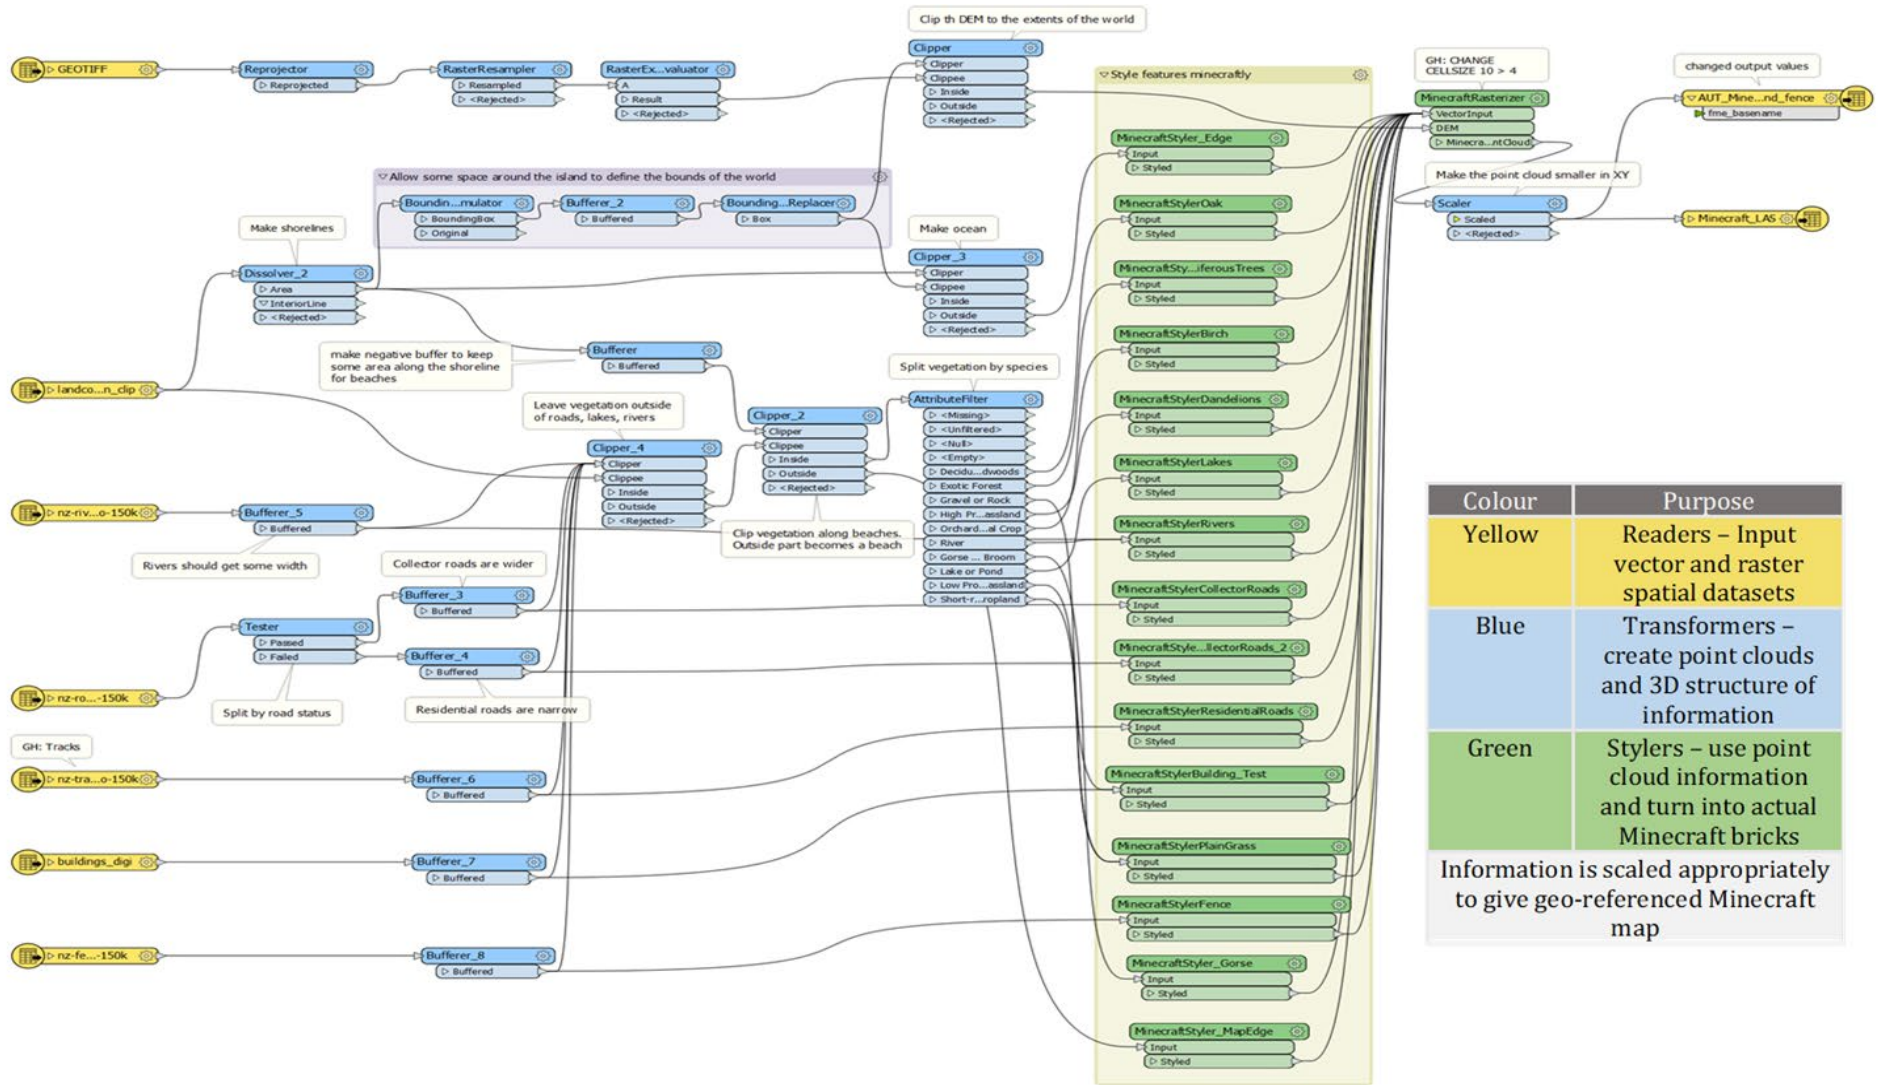 Clip th DEM to the extents of the world
GEOTIFF
Reprojector
Reprojected
RasterResampler
Resampled
<Rejected>
RasterEx...valuator
A
Result
<Rejected>
Clipper
Clipper
Clippee
Inside
Outside
<Rejected>
Allow some space around the island to define the bounds of the world
Boundin...mulator
BoundingBox
Original
Bufferer_2
Buffered
Bounding...Replacer
Box
Make shorelines
Dissolver_2
Area
InteriorLine
<Rejected>
Make ocean
Clipper_3
Clipper
Clippee
Inside
Outside
<Rejected>
make negative buffer to keep
some area along the shoreline
for beaches
Bufferer
Buffered
landco...n_clip
Leave vegetation outside
of roads, lakes, rivers
Clipper_4
Clipper
Clippee
Inside
Outside
<Rejected>
Clipper_2
Clipper
Clippee
Inside
Outside
<Rejected>
Clip vegetation along beaches.
Outside part becomes a beach
Split vegetation by species
AttributeFilter
<Missing>
<Unfiltered>
<Null>
<Empty>
Decidu...dwoods
Exotic Forest
Gravel or Rock
High Pr...assland
Orchard...al Crop
River
Gorse ... Broom
Lake or Pond
Low Pro...assland
Short-r...ropland
nz-riv...o-150k
Bufferer_5
Buffered
Rivers should get some width
Collector roads are wider
Bufferer_3
Buffered
Tester
Passed
Failed
Bufferer_4
Buffered
nz-ro...-150k
Split by road status
Residential roads are narrow
GH: Tracks
nz-tra...o-150k
Bufferer_6
Buffered
buildings_digi
Bufferer_7
Buffered
nz-fe...-150k
Bufferer_8
Buffered
Style features minecraftly
MinecraftStyler_Edge
Input
Styled
MinecraftStylerOak
Input
Styled
MinecraftSty...iferousTrees
Input
Styled
MinecraftStylerBirch
Input
Styled
MinecraftStylerDandelions
Input
Styled
MinecraftStylerLakes
Input
Styled
MinecraftStylerRivers
Input
Styled
MinecraftStylerCollectorRoads
Input
Styled
MinecraftStyle...llectorRoads_2
Input
Styled
MinecraftStylerResidentialRoads
Input
Styled
MinecraftStylerBuilding_Test
Input
Styled
MinecraftStylerPlainGrass
Input
Styled
MinecraftStylerFence
Input
Styled
MinecraftStyler_Gorse
Input
Styled
MinecraftStyler_MapEdge
Input
Styled
GH: CHANGE
CELLSIZE 10 > 4
MinecraftRasterizer
VectorInput
DEM
Minecra...ntCloud
Make the point cloud smaller in XY
Scaler
Scaled
<Rejected>
changed output values
AUT_Mine...nd_fence
fme_basename
Minecraft_LAS
Colour Purpose
Yellow Readers – Input
vector and raster
spatial datasets
Blue Transformers –
create point clouds
and 3D structure of
information
Green Stylers – use point
cloud information
and turn into actual
Minecraft bricks
Information is scaled appropriately
to give geo-referenced Minecraft
map